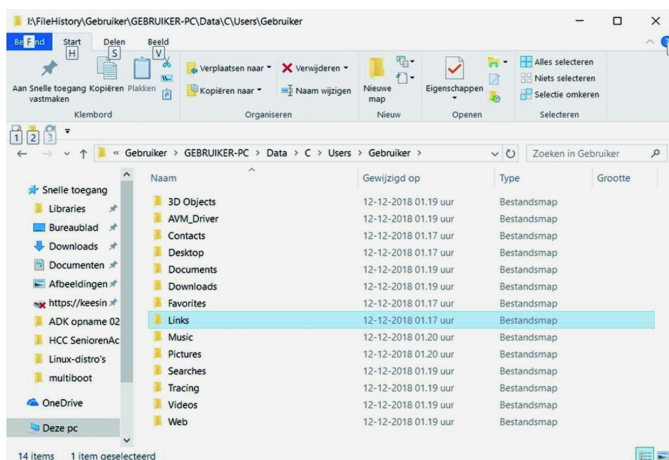 I:\FileHistory\Gebruiker\GEBRUIKER-PC\Data\C\Users\Gebruiker
Start Delen Beeld
F H S V
Aan Snelle toegang vastmaken
Kopiëren Plakken
Klembord
Verplaatsen naar Verwijderen
Kopiëren naar Naam wijzigen
Organiseren
Nieuwe map
Nieuw
Eigenschappen
Openen
Alles selecteren
Niets selecteren
Selectie omkeren
Selecteren
1 2 3
« Gebruiker > GEBRUIKER-PC > Data > C > Users > Gebruiker >
Zoeken in Gebruiker
Snelle toegang
Libraries
Bureaublad
Downloads
Documenten
Afbeeldingen
https://keesin
ADK opname 02
HCC SeniorenAc
Linux-distro's
multiboot
OneDrive
Deze pc
Naam Gewijzigd op Type Grootte
3D Objects 12-12-2018 01.19 uur Bestandsmap
AVM_Driver 12-12-2018 01.19 uur Bestandsmap
Contacts 12-12-2018 01.17 uur Bestandsmap
Desktop 12-12-2018 01.17 uur Bestandsmap
Documents 12-12-2018 01.19 uur Bestandsmap
Downloads 12-12-2018 01.19 uur Bestandsmap
Favorites 12-12-2018 01.17 uur Bestandsmap
Links 12-12-2018 01.17 uur Bestandsmap
Music 12-12-2018 01.20 uur Bestandsmap
Pictures 12-12-2018 01.20 uur Bestandsmap
Searches 12-12-2018 01.19 uur Bestandsmap
Tracing 12-12-2018 01.19 uur Bestandsmap
Videos 12-12-2018 01.19 uur Bestandsmap
Web 12-12-2018 01.19 uur Bestandsmap
14 items 1 item geselecteerd